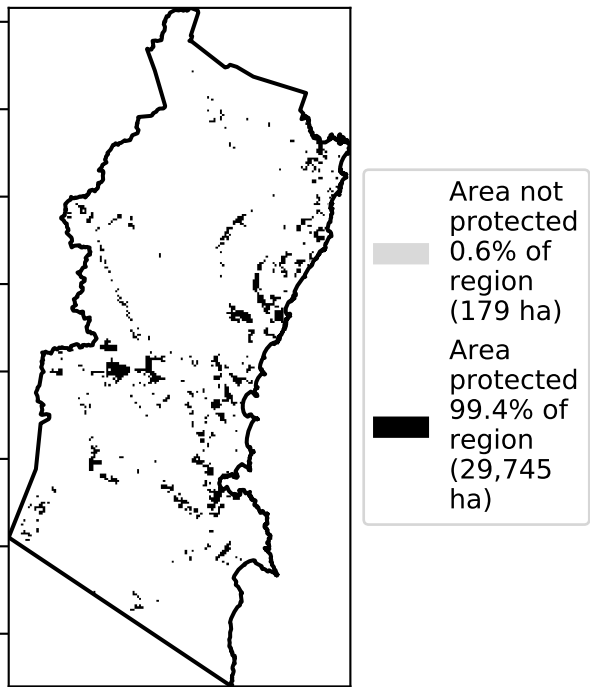 Area not
protected
0.6% of
region
(179 ha)
Area
protected
99.4% of
region
(29,745
ha)